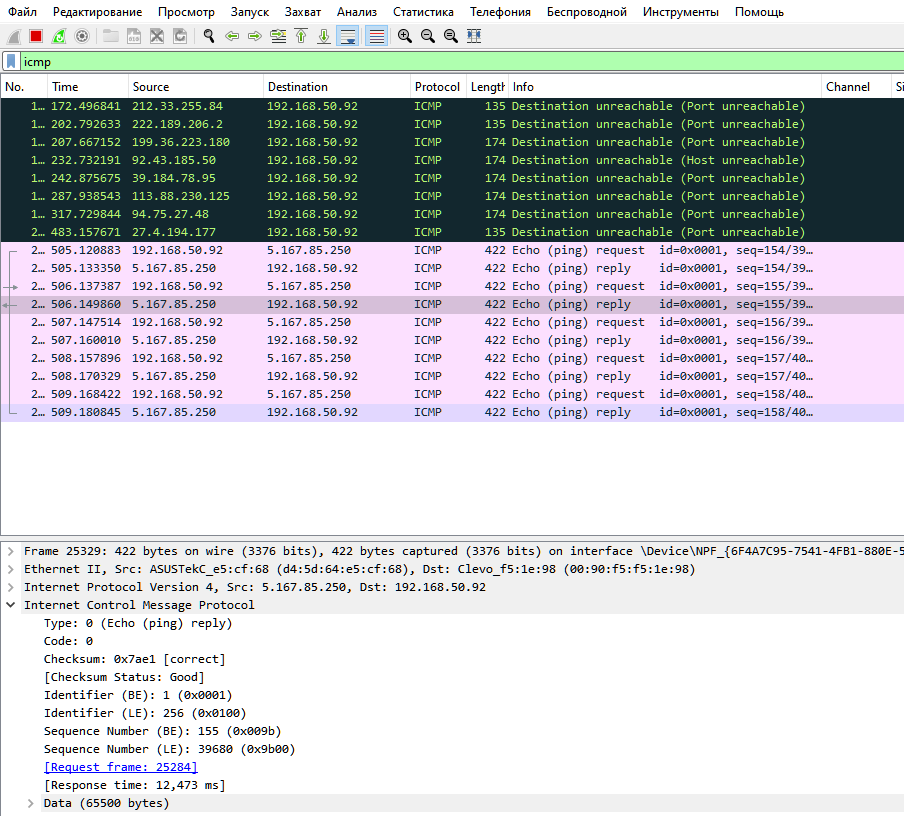 Файл Редактирование Просмотр Запуск Захват Анализ Статистика Телефония Беспроводной Инструменты Помощь
icmp
No. Time Source Destination Protocol Length Info Channel Si
1… 172.496841 212.33.255.84 192.168.50.92 ICMP 135 Destination unreachable (Port unreachable)
1… 202.792633 222.189.206.2 192.168.50.92 ICMP 135 Destination unreachable (Port unreachable)
1… 207.667152 199.36.223.180 192.168.50.92 ICMP 174 Destination unreachable (Port unreachable)
1… 232.732191 92.43.185.50 192.168.50.92 ICMP 174 Destination unreachable (Host unreachable)
1… 242.875675 39.184.78.95 192.168.50.92 ICMP 174 Destination unreachable (Port unreachable)
1… 287.938543 113.88.230.125 192.168.50.92 ICMP 174 Destination unreachable (Port unreachable)
1… 317.729844 94.75.27.48 192.168.50.92 ICMP 174 Destination unreachable (Port unreachable)
2… 483.157671 27.4.194.177 192.168.50.92 ICMP 135 Destination unreachable (Port unreachable)
2… 505.120883 192.168.50.92 5.167.85.250 ICMP 422 Echo (ping) request id=0x0001, seq=154/39…
2… 505.133350 5.167.85.250 192.168.50.92 ICMP 422 Echo (ping) reply id=0x0001, seq=154/39…
2… 506.137387 192.168.50.92 5.167.85.250 ICMP 422 Echo (ping) request id=0x0001, seq=155/39…
2… 506.149860 5.167.85.250 192.168.50.92 ICMP 422 Echo (ping) reply id=0x0001, seq=155/39…
2… 507.147514 192.168.50.92 5.167.85.250 ICMP 422 Echo (ping) request id=0x0001, seq=156/39…
2… 507.160010 5.167.85.250 192.168.50.92 ICMP 422 Echo (ping) reply id=0x0001, seq=156/39…
2… 508.157896 192.168.50.92 5.167.85.250 ICMP 422 Echo (ping) request id=0x0001, seq=157/40…
2… 508.170329 5.167.85.250 192.168.50.92 ICMP 422 Echo (ping) reply id=0x0001, seq=157/40…
2… 509.168422 192.168.50.92 5.167.85.250 ICMP 422 Echo (ping) request id=0x0001, seq=158/40…
2… 509.180845 5.167.85.250 192.168.50.92 ICMP 422 Echo (ping) reply id=0x0001, seq=158/40…
Frame 25329: 422 bytes on wire (3376 bits), 422 bytes captured (3376 bits) on interface \Device\NPF_{6F4A7C95-7541-4FB1-880E-5
Ethernet II, Src: ASUSTekC_e5:cf:68 (d4:5d:64:e5:cf:68), Dst: Clevo_f5:1e:98 (00:90:f5:f5:1e:98)
Internet Protocol Version 4, Src: 5.167.85.250, Dst: 192.168.50.92
Internet Control Message Protocol
Type: 0 (Echo (ping) reply)
Code: 0
Checksum: 0x7ae1 [correct]
[Checksum Status: Good]
Identifier (BE): 1 (0x0001)
Identifier (LE): 256 (0x0100)
Sequence Number (BE): 155 (0x009b)
Sequence Number (LE): 39680 (0x9b00)
[Request frame: 25284]
[Response time: 12,473 ms]
Data (65500 bytes)